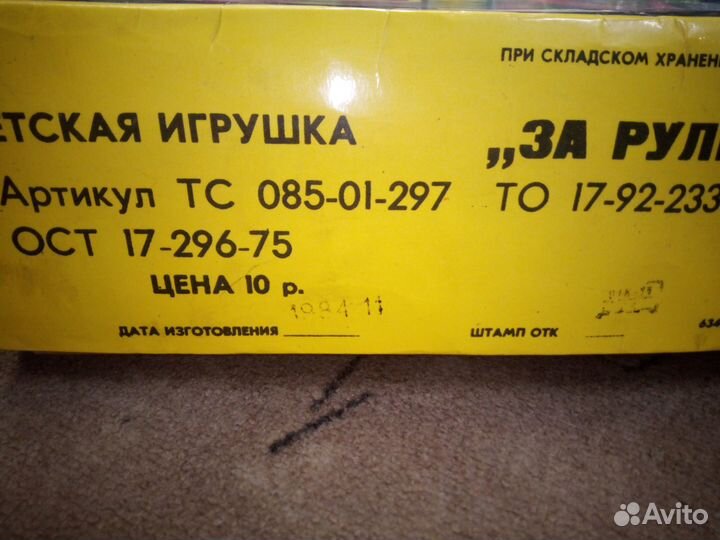 ПРИ СКЛАДСКОМ ХРАНЕН
ЕТСКАЯ ИГРУШКА „ЗА РУЛ
Артикул ТС 085-01-297 ТО 17-92-233
ОСТ 17-296-75
ЦЕНА 10 р.
ДАТА ИЗГОТОВЛЕНИЯ 1984 11 ШТАМП ОТК
634
Avito